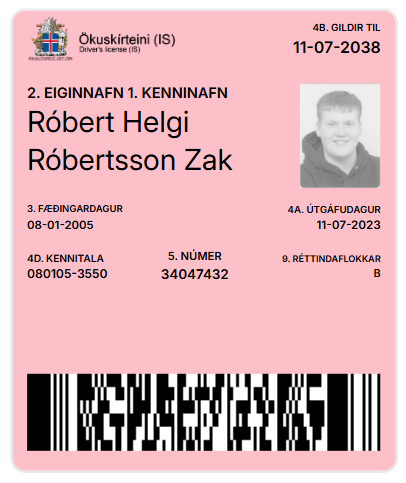 Ökuskírteini (IS)
Driver's license (IS)
4B. GILDIR TIL
11-07-2038
RÍKISLÖGREGLUSTJÓRI
2. EIGINNAFN 1. KENNINAFN
Róbert Helgi
Róbertsson Zak
3. FÆÐINGARDAGUR
08-01-2005
4A. ÚTGÁFUDAGUR
11-07-2023
4D. KENNITALA
080105-3550
5. NÚMER
34047432
9. RÉTTINDAFLOKKAR
B